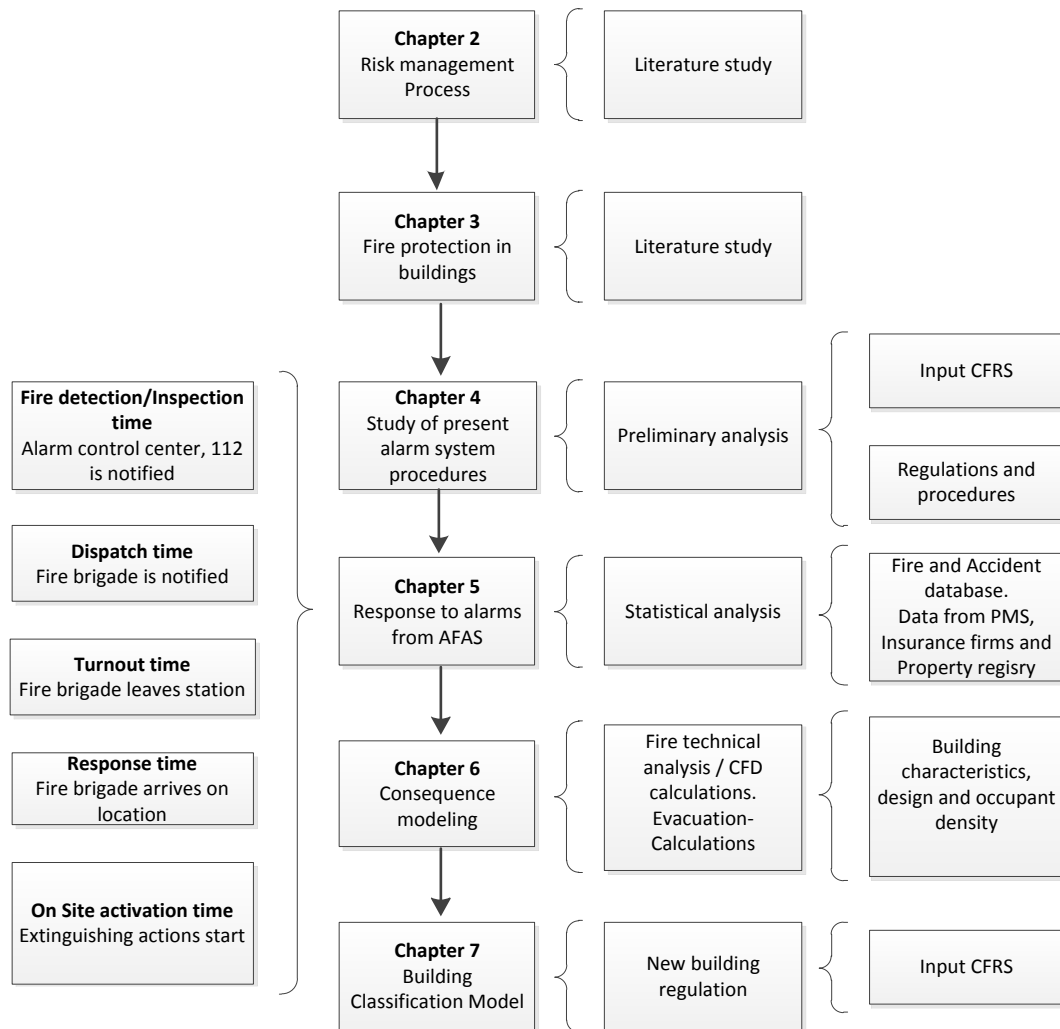 Chapter 2
Risk management
Process
Literature study
Chapter 3
Fire protection in
buildings
Literature study
Fire detection/Inspection
time
Alarm control center, 112
is notified
Dispatch time
Fire brigade is notified
Turnout time
Fire brigade leaves station
Response time
Fire brigade arrives on
location
On Site activation time
Extinguishing actions start
Chapter 4
Study of present
alarm system
procedures
Preliminary analysis
Input CFRS
Regulations and
procedures
Chapter 5
Response to alarms
from AFAS
Statistical analysis
Fire and Accident
database.
Data from PMS,
Insurance firms and
Property regisry
Chapter 6
Consequence
modeling
Fire technical
analysis / CFD
calculations.
Evacuation-
Calculations
Building
characteristics,
design and occupant
density
Chapter 7
Building
Classification Model
New building
regulation
Input CFRS